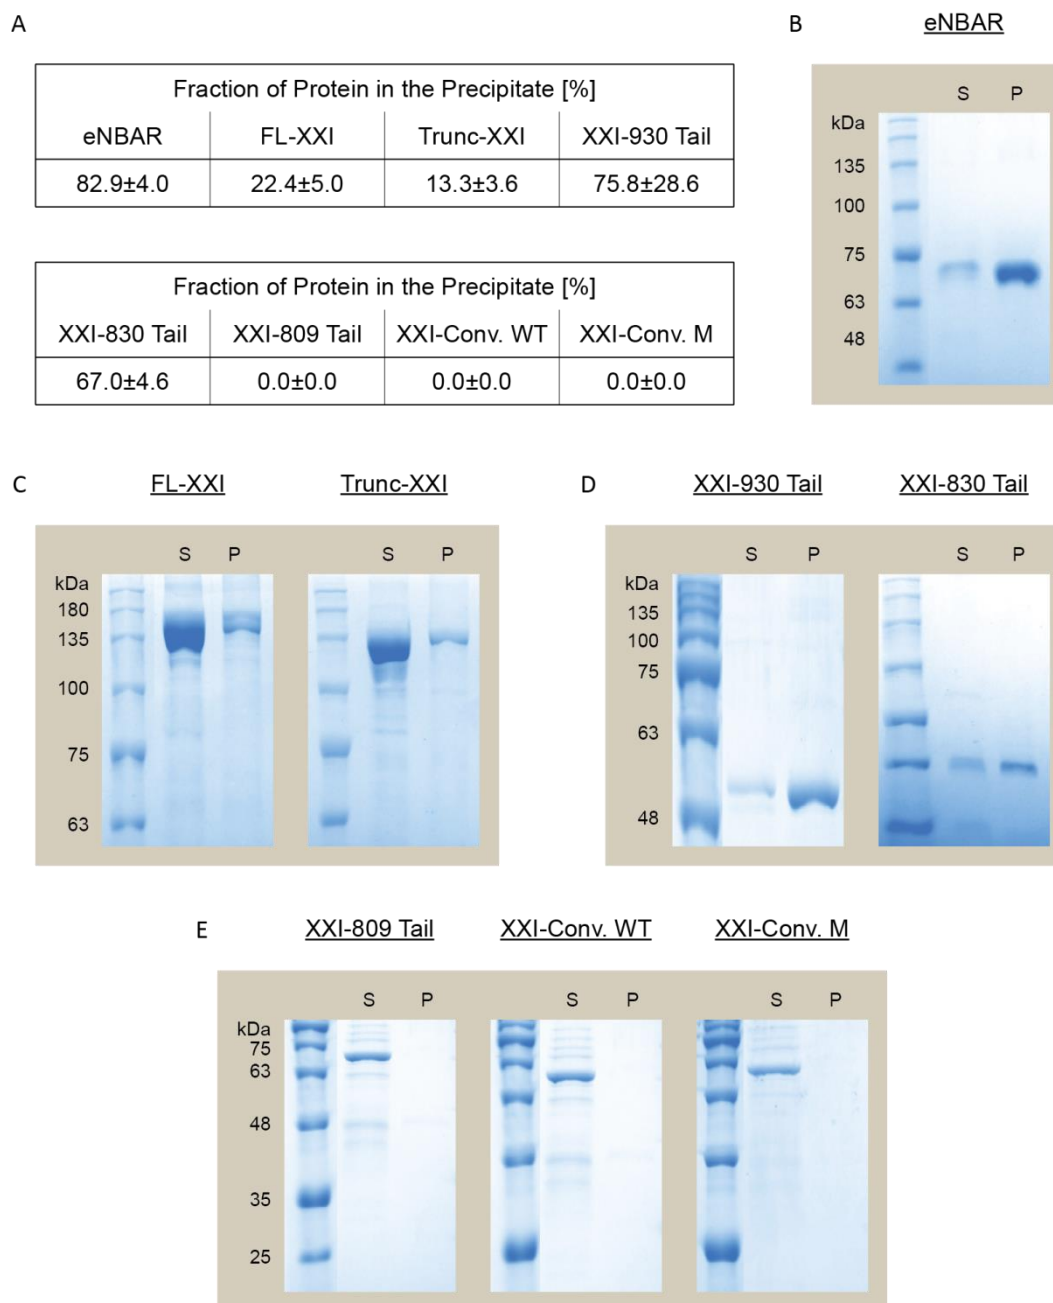 A
Fraction of Protein in the Precipitate [%]
eNBAR FL-XXI Trunc-XXI XXI-930 Tail
82.9±4.0 22.4±5.0 13.3±3.6 75.8±28.6
Fraction of Protein in the Precipitate [%]
XXI-830 Tail XXI-809 Tail XXI-Conv. WT XXI-Conv. M
67.0±4.6 0.0±0.0 0.0±0.0 0.0±0.0
B eNBAR
S P
kDa
135
100
75
63
48
C FL-XXI Trunc-XXI
S P S P
kDa
180
135
100
75
63
D XXI-930 Tail XXI-830 Tail
S P S P
kDa
135
100
75
63
48
E XXI-809 Tail XXI-Conv. WT XXI-Conv. M
S P S P S P
kDa
75
63
48
35
25